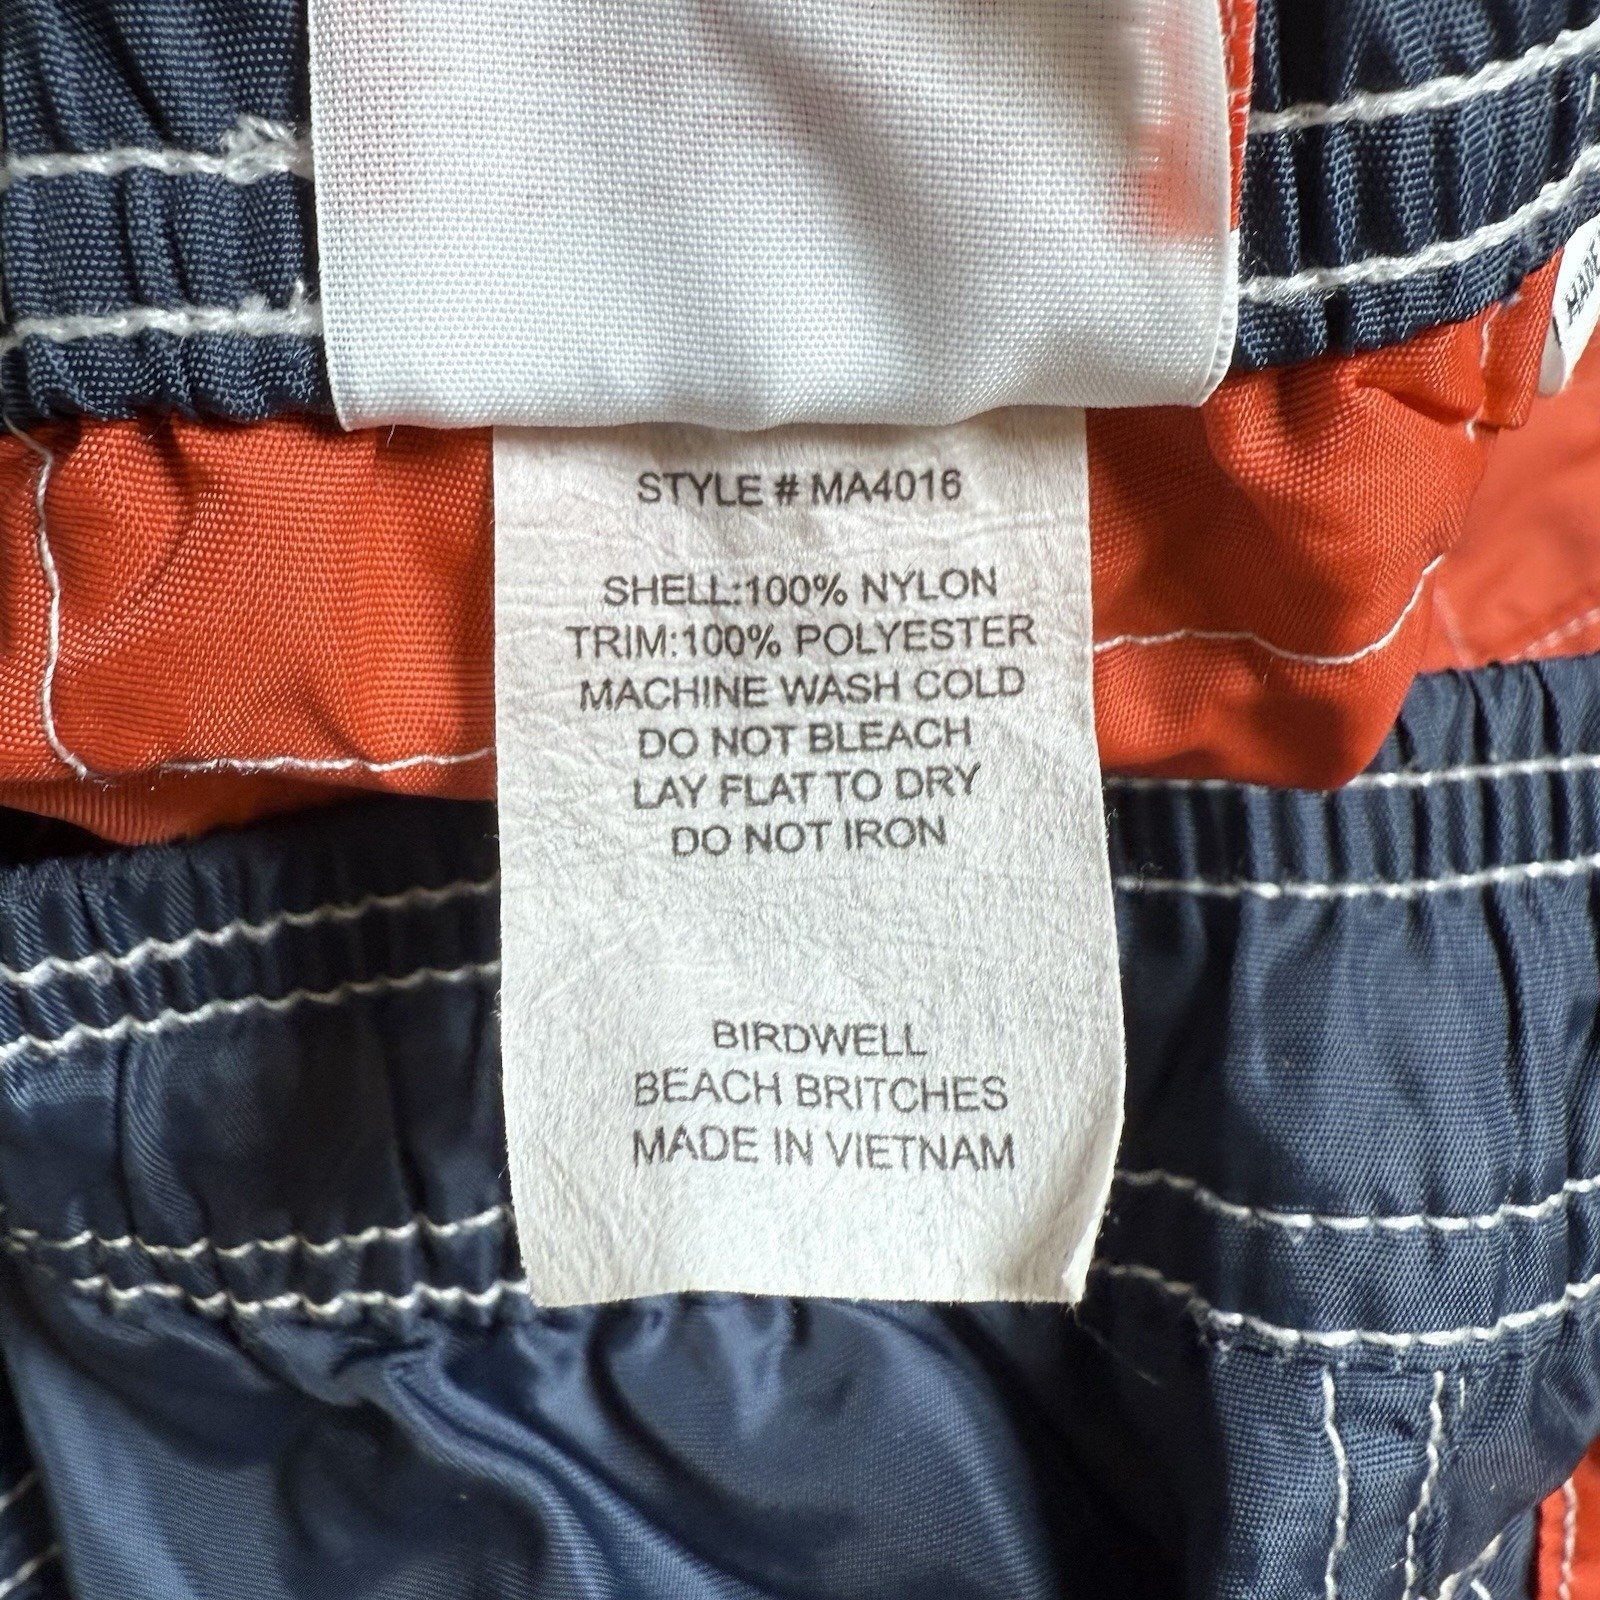 STYLE # MA4016
SHELL:100% NYLON
TRIM:100% POLYESTER
MACHINE WASH COLD
DO NOT BLEACH
LAY FLAT TO DRY
DO NOT IRON
BIRDWELL
BEACH BRITCHES
MADE IN VIETNAM
MADE